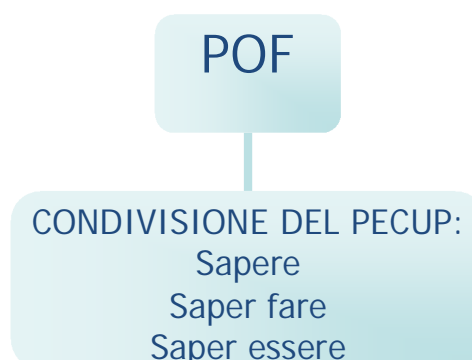 POF
CONDIVISIONE DEL PECUP:
Sapere
Saper fare
Saper essere